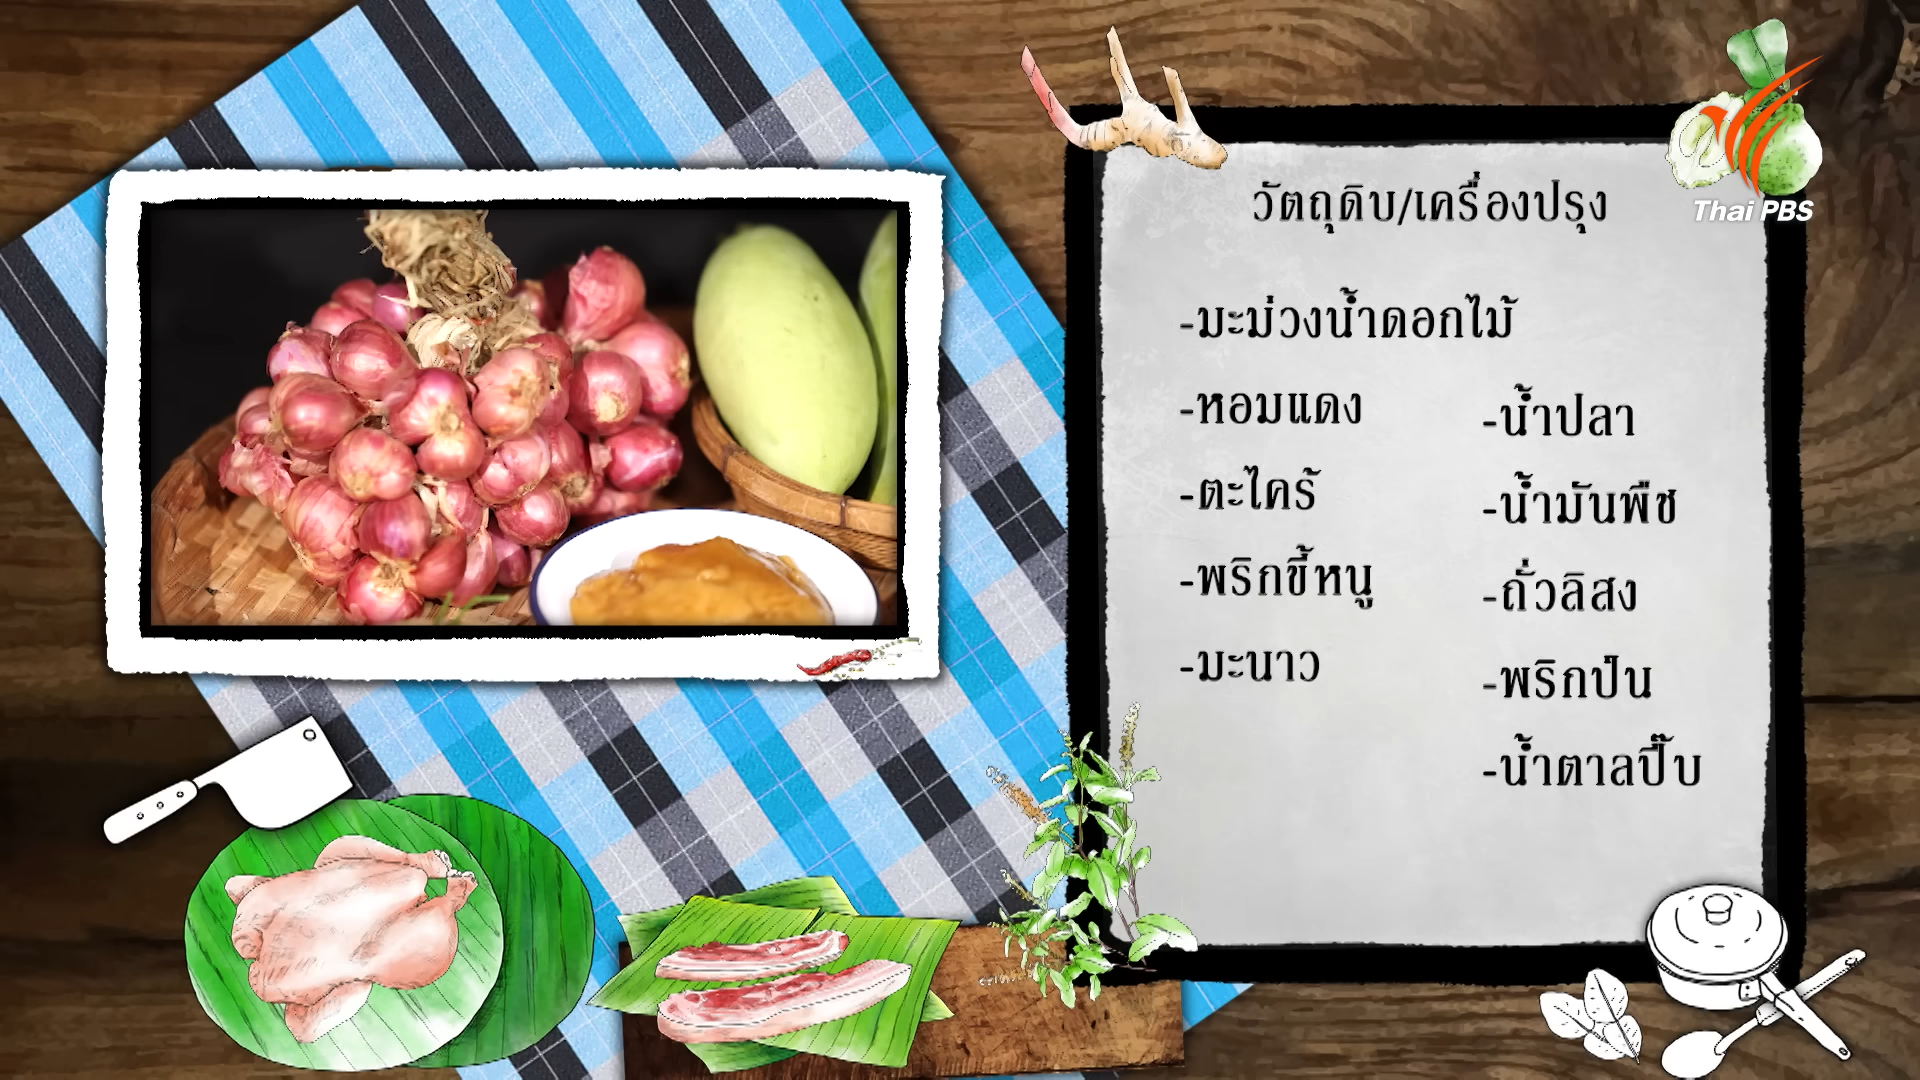 วัตถุดิบ/เครื่องปรุง
-มะม่วงน้ำดอกไม้
-หอมแดง
-ตะไคร้
-พริกขี้หนู
-มะนาว
-น้ำปลา
-น้ำมันพืช
-ถั่วลิสง
-พริกป่น
-น้ำตาลปี๊บ
Thai PBS